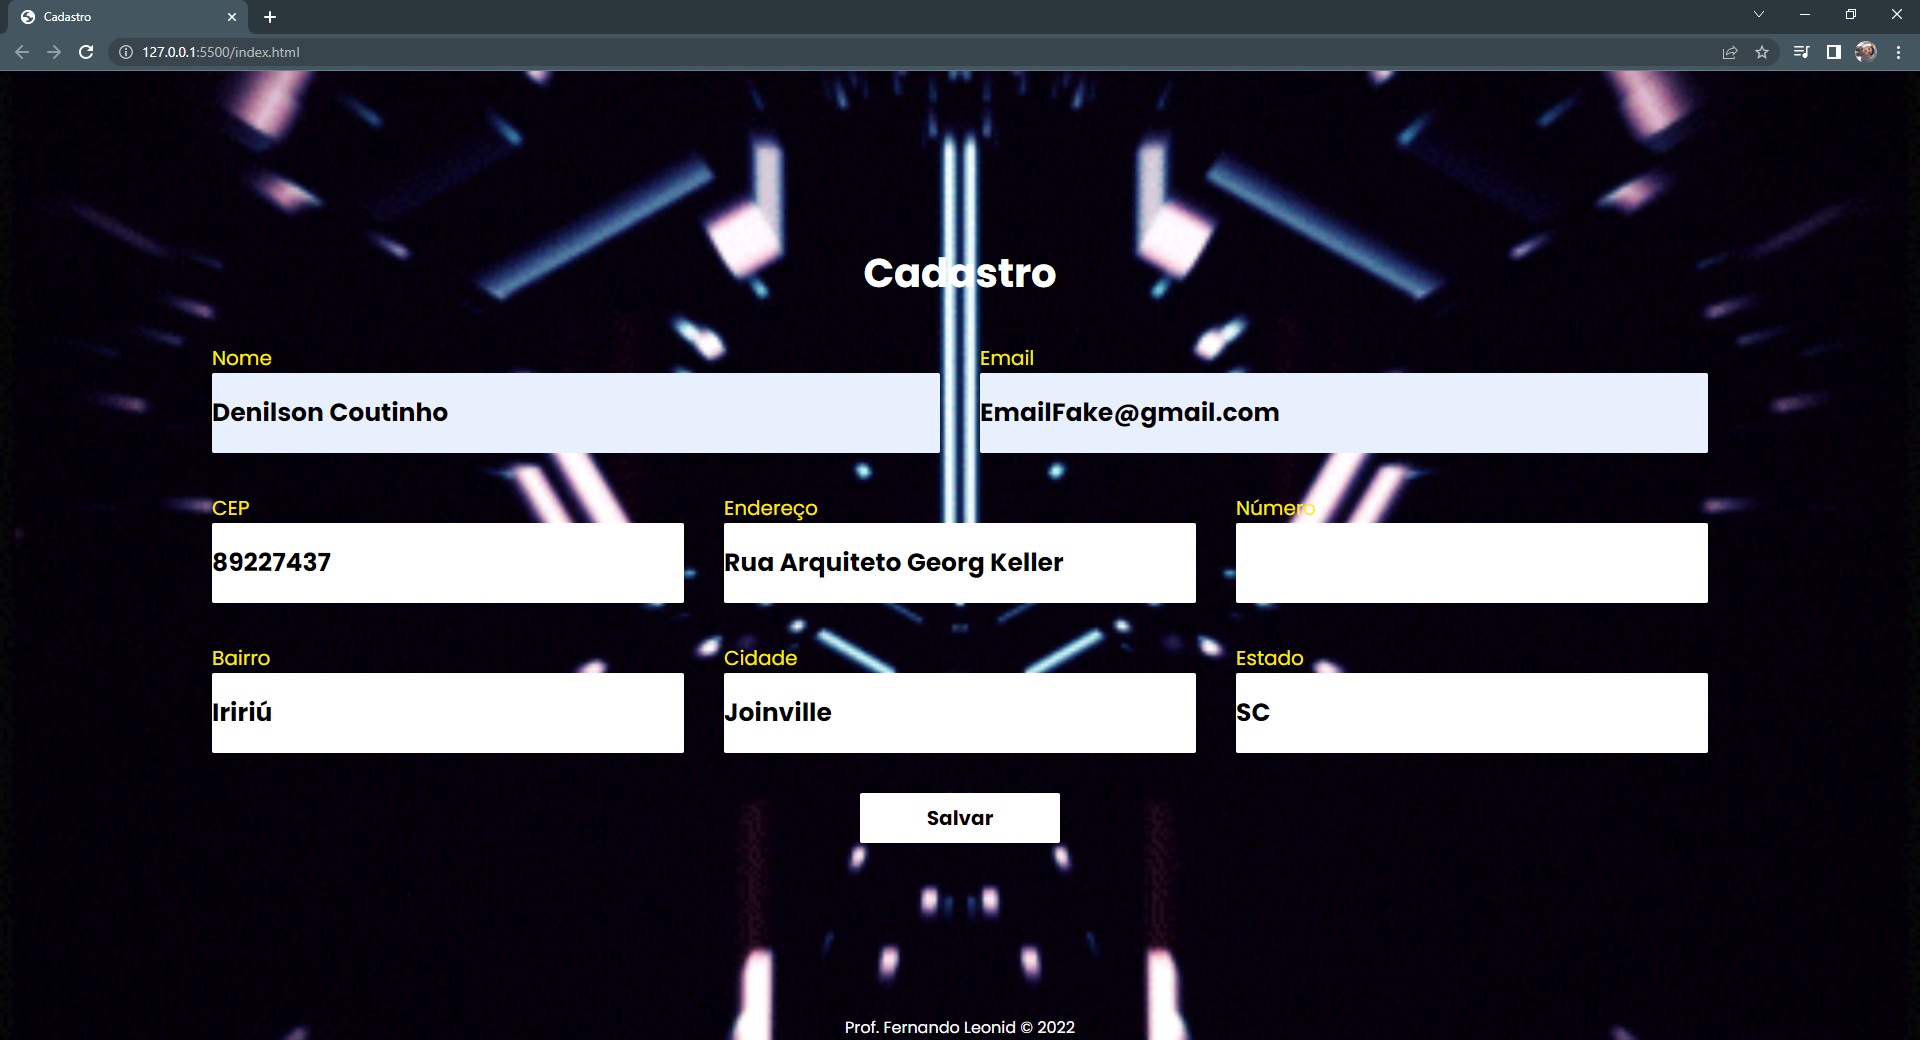 Cadastro
127.0.0.1:5500/index.html
Cadastro
Nome
Email
Denilson Coutinho
EmailFake@gmail.com
CEP
Endereço
Número
89227437
Rua Arquiteto Georg Keller
Bairro
Cidade
Estado
Iririú
Joinville
SC
Salvar
Prof. Fernando Leonid © 2022